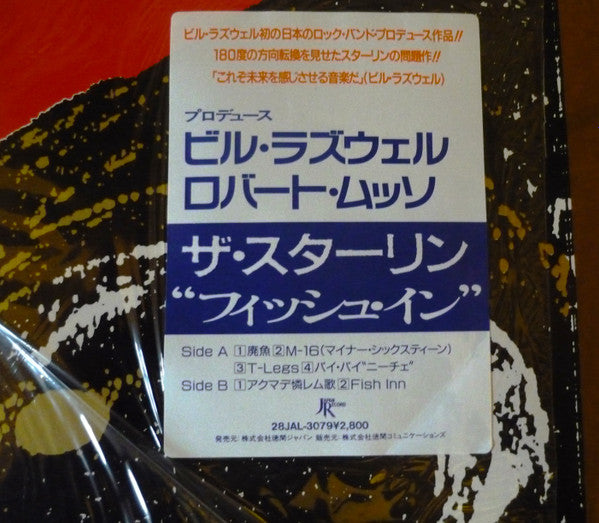 ビル・ラズウェル初の日本のロック・バンド・プロデュース作品!!
180度の方向転換を見せたスターリンの問題作!!
「これぞ未来を感じさせる音楽だ」(ビル・ラズウェル)
プロデュース
ビル・ラズウェル
ロバート・ムッソ
ザ・スターリン
“フィッシュ・イン”
Side A 1廃魚 2M-16(マイナー・シックスティーン)
3T-Legs 4バイ・バイ“ニーチェ”
Side B 1アクマデ憐レム歌 2Fish Inn
28JAL-3079¥2,800
発売元: 株式会社徳間ジャパン 販売元: 株式会社徳間コミュニケーションズ